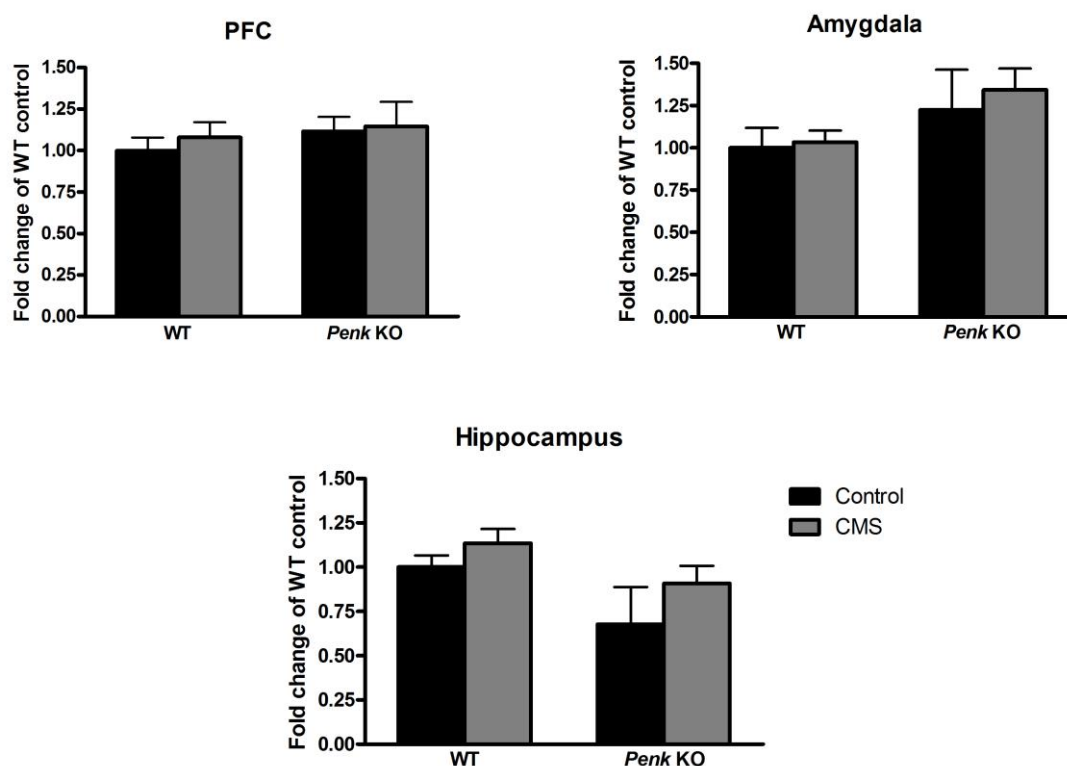 PFC
Fold change of WT control
1.50
1.25
1.00
0.75
0.50
0.25
0.00
WT
Penk KO
Amygdala
Fold change of WT control
1.50
1.25
1.00
0.75
0.50
0.25
0.00
WT
Penk KO
Hippocampus
Fold change of WT control
1.50
1.25
1.00
0.75
0.50
0.25
0.00
WT
Penk KO
Control
CMS